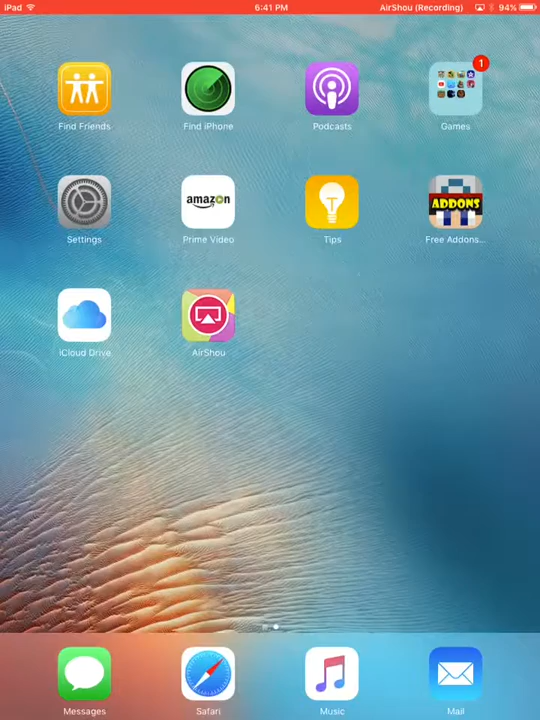 iPad 6:41 PM AirShou (Recording) 94%
1
Find Friends Find iPhone Podcasts Games
amazon ADDONS
Settings Prime Video Tips Free Addons...
iCloud Drive AirShou
Messages Safari Music Mail